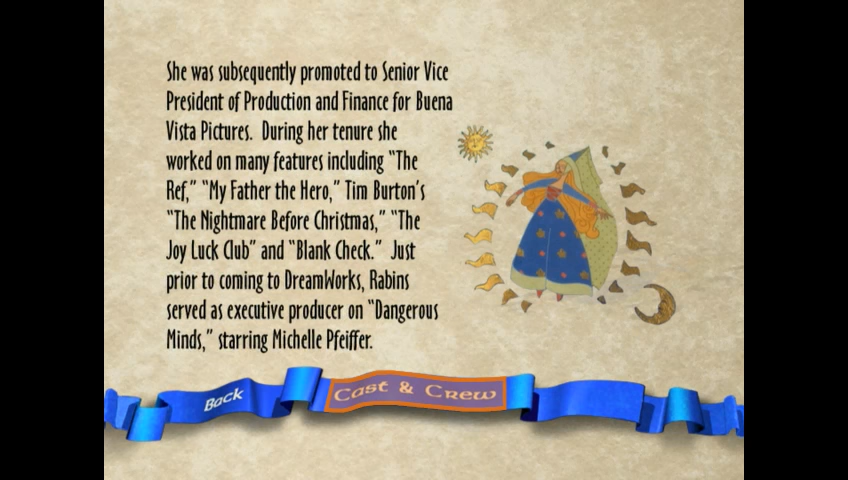 She was subsequently promoted to Senior Vice
President of Production and Finance for Buena
Vista Pictures.  During her tenure she
worked on many features including “The
Ref,” “My Father the Hero,” Tim Burton’s
“The Nightmare Before Christmas,” “The
Joy Luck Club” and “Blank Check.”  Just
prior to coming to DreamWorks, Rabins
served as executive producer on “Dangerous
Minds,” starring Michelle Pfeiffer.
Back
Cast & Crew